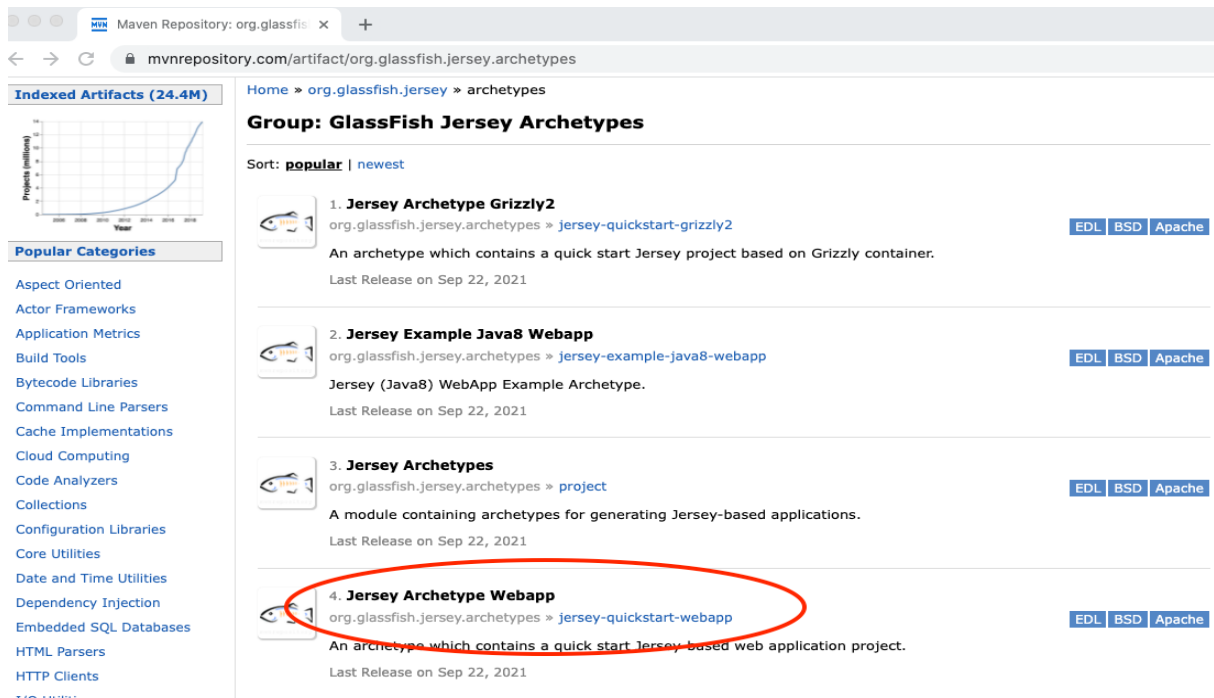 MVN Maven Repository: org.glassfis
mvnrepository.com/artifact/org.glassfish.jersey.archetypes
Indexed Artifacts (24.4M)
Projects (millions)
14
2006 2008 2010 2012 2014 2016 2018
Year
Popular Categories
Aspect Oriented
Actor Frameworks
Application Metrics
Build Tools
Bytecode Libraries
Command Line Parsers
Cache Implementations
Cloud Computing
Code Analyzers
Collections
Configuration Libraries
Core Utilities
Date and Time Utilities
Dependency Injection
Embedded SQL Databases
HTML Parsers
HTTP Clients
Home » org.glassfish.jersey » archetypes
Group: GlassFish Jersey Archetypes
Sort: popular | newest
1. Jersey Archetype Grizzly2
org.glassfish.jersey.archetypes » jersey-quickstart-grizzly2
EDL BSD Apache
An archetype which contains a quick start Jersey project based on Grizzly container.
Last Release on Sep 22, 2021
2. Jersey Example Java8 Webapp
org.glassfish.jersey.archetypes » jersey-example-java8-webapp
EDL BSD Apache
Jersey (Java8) WebApp Example Archetype.
Last Release on Sep 22, 2021
3. Jersey Archetypes
org.glassfish.jersey.archetypes » project
EDL BSD Apache
A module containing archetypes for generating Jersey-based applications.
Last Release on Sep 22, 2021
4. Jersey Archetype Webapp
org.glassfish.jersey.archetypes » jersey-quickstart-webapp
EDL BSD Apache
An archetype which contains a quick start Jersey-based web application project.
Last Release on Sep 22, 2021